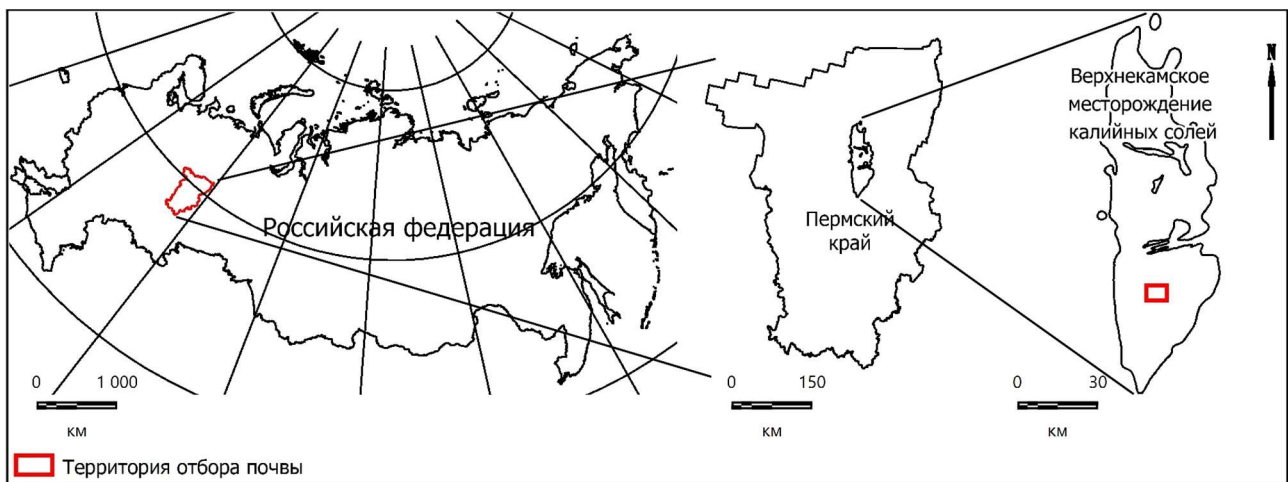 Российская федерация
0 1 000
км
Пермский
край
0 150
км
Верхнекамское
месторождение
калийных солей
N
0 30
км
Территория отбора почвы